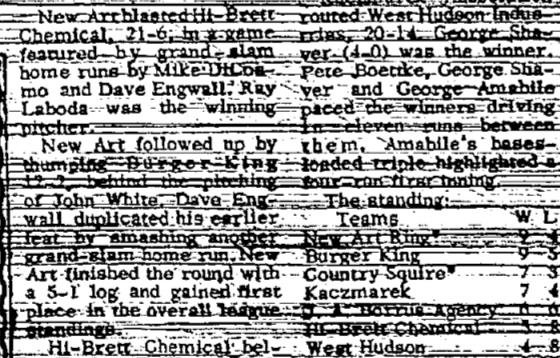 New Art blasted Hi-Brett
Chemical, 21-6, in a game
featured by grand-slam
home runs by Mike DiCos-
mo and Dave Engwall. Ray
Laboda was the winning
pitcher.
New Art followed up by
thumping Burger King
behind the pitching
of John White. Dave Eng-
wall duplicated his earlier
feat by smashing another
grand-slam home run. New
Art finished the round with
a 5-1 log and gained first
place in the overall league
standings.
Hi-Brett Chemical bel-
routed West Hudson Indus-
tries, 20-14. George Sha-
ver (4-0) was the winner.
Pete Boettke, George Sha-
ver and George Amabile
paced the winners driving
in eleven runs between
them. Amabile's bases-
loaded triple highlighted a
four-run first inning.
The standing:
Teams W L
New Art Ring*
Burger King
Country Squire* 7
Kaczmarek 7 4
Agency
Hi-Brett Chemical
West Hudson 4